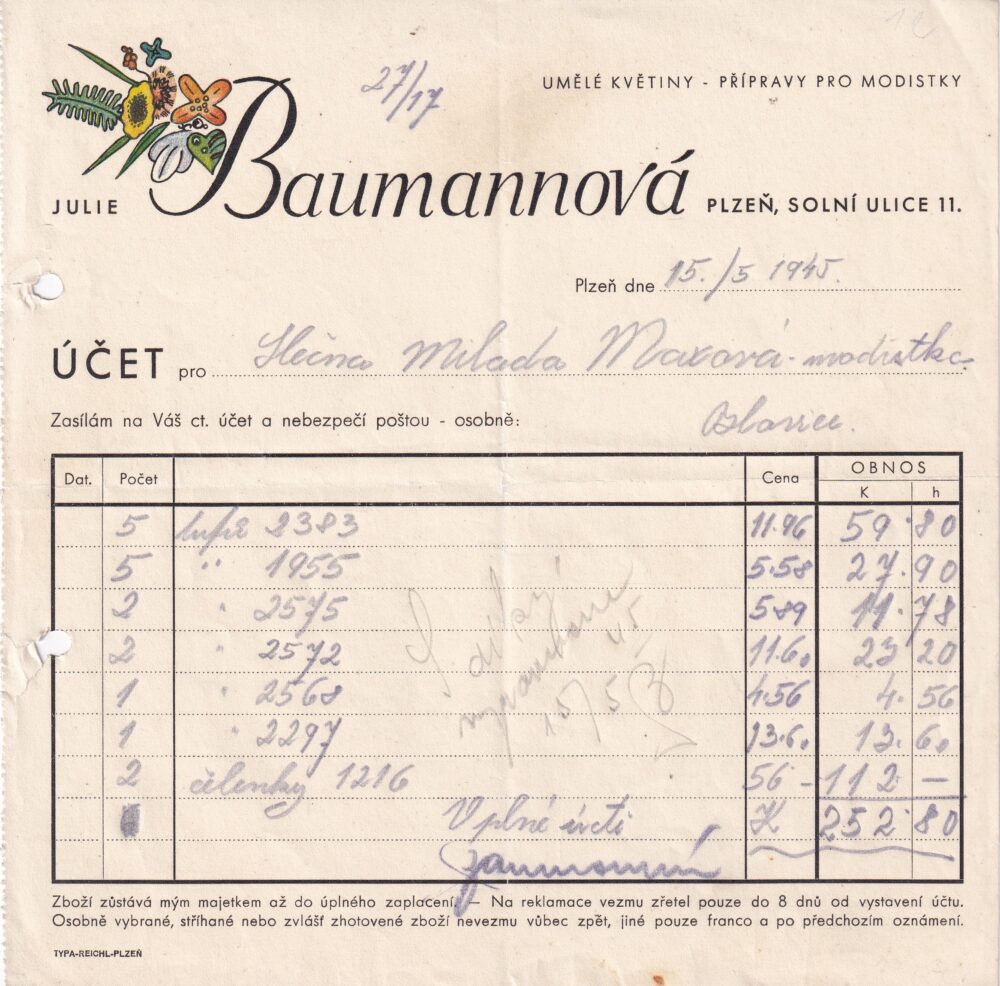 27/17
UMĚLÉ KVĚTINY - PŘÍPRAVY PRO MODISTKY
JULIE Baumannová PLZEŇ, SOLNÍ ULICE 11.
Plzeň dne 15./5 1945.
ÚČET pro Slečna Milada Maxová - modistka
Zasílám na Váš ct. účet a nebezpečí poštou - osobně:
Dat. Počet Cena OBNOS
K h
5 2383 11.96 59.80
5 " 1955 5.58 27.90
2 " 2575 5.89 11.78
2 " 2572 11.60 23 20
1 " 2568 4.56 4.56
1 " 2297 13.60 13.60
2 čelenky 1216 56 - 112 -
V plné úctě K 252.80
S díky
15/5 45
Zboží zůstává mým majetkem až do úplného zaplacení. — Na reklamace vezmu zřetel pouze do 8 dnů od vystavení účtu.
Osobně vybrané, stříhané nebo zvlášť zhotovené zboží nevezmu vůbec zpět, jiné pouze franco a po předchozím oznámení.
TYPA-REICHL-PLZEŇ